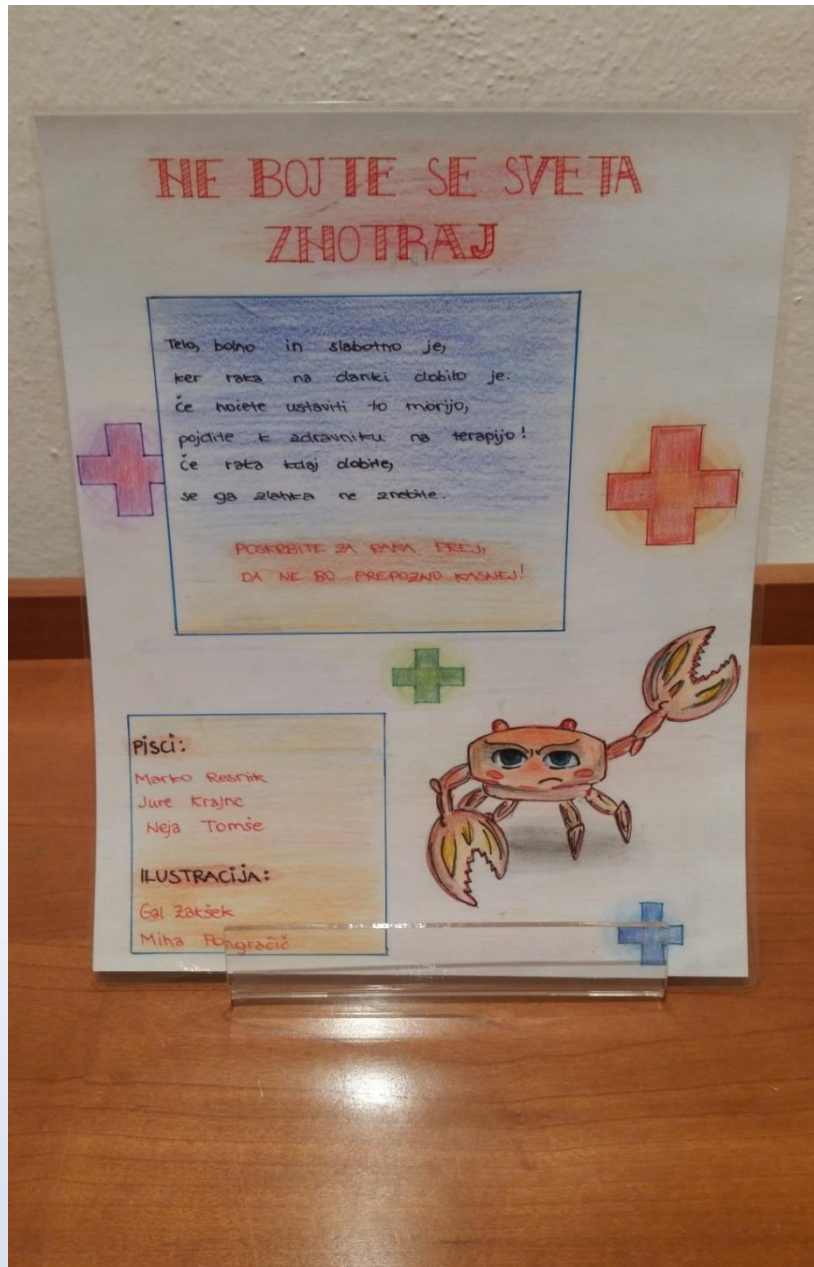 NE BOJTE SE SVETA
ZNOTRAJ
Telo, bolno in slabotno je,
ker raka na danki dobilo je.
Če hočete ustaviti to morijo,
pojdite k zdravniku na terapijo!
Če raka kdaj dobite,
se ga zlahka ne znebite.
POSKRBITE ZA RAKA PREJ,
DA NE BO PREPOZNO KASNEJ!
PISCI:
Marko Resnik
Jure Krajnc
Neja Tomše
ILUSTRACIJA:
Gal Žakšek
Miha Pongračič